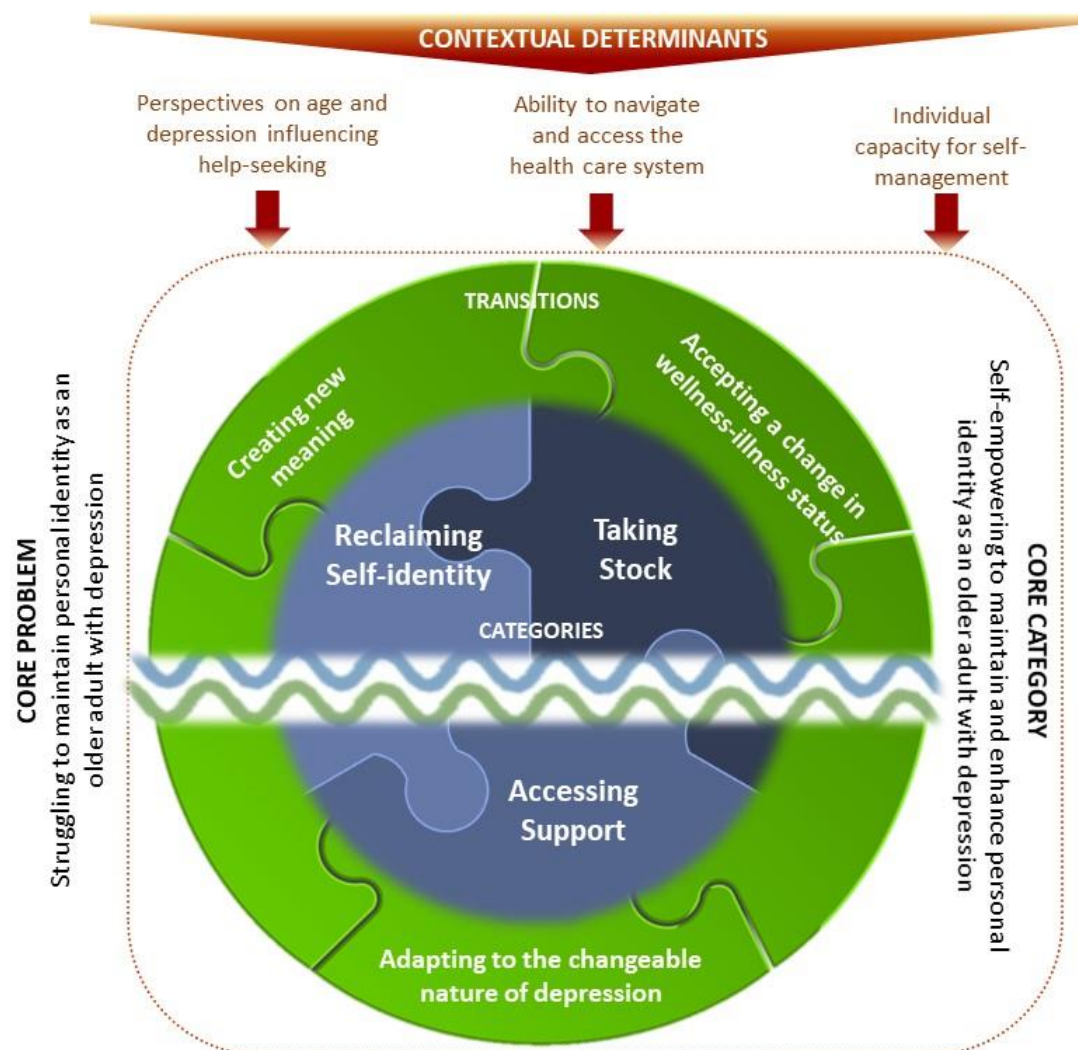 CONTEXTUAL DETERMINANTS
Perspectives on age and
depression influencing
help-seeking
Ability to navigate
and access the
health care system
Individual
capacity for self-
management
TRANSITIONS
Creating new
meaning
Accepting a change in
wellness-illness status
Reclaiming
Self-identity
Taking
Stock
CATEGORIES
Accessing
Support
Adapting to the changeable
nature of depression
CORE PROBLEM
Struggling to maintain personal identity as an
older adult with depression
CORE CATEGORY
Self-empowering to maintain and enhance personal
identity as an older adult with depression